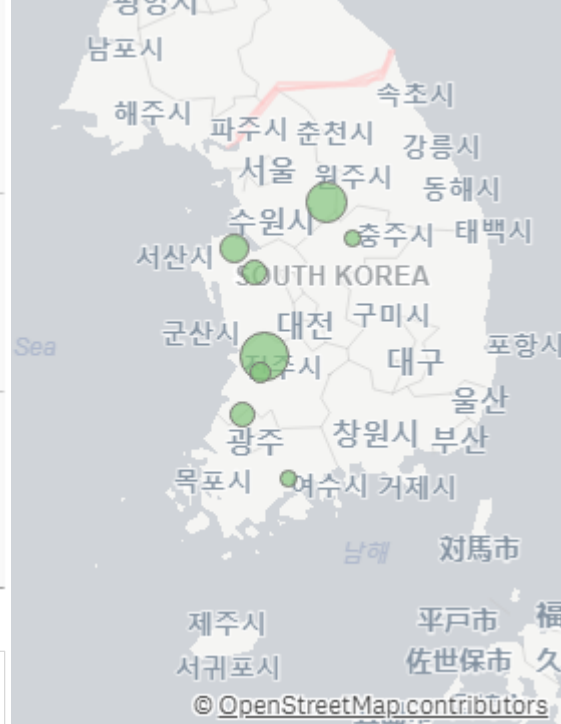 평양시
남포시
속초시
해주시
파주시 춘천시
강릉시
서울 원주시
동해시
수원시
충주시 태백시
서산시
SOUTH KOREA
군산시 대전 구미시
Sea 포항시
전주시 대구
울산
광주 창원시 부산
목포시 여수시 거제시
남해 対馬市
제주시 平戸市 福
서귀포시 佐世保市 久
© OpenStreetMap contributors